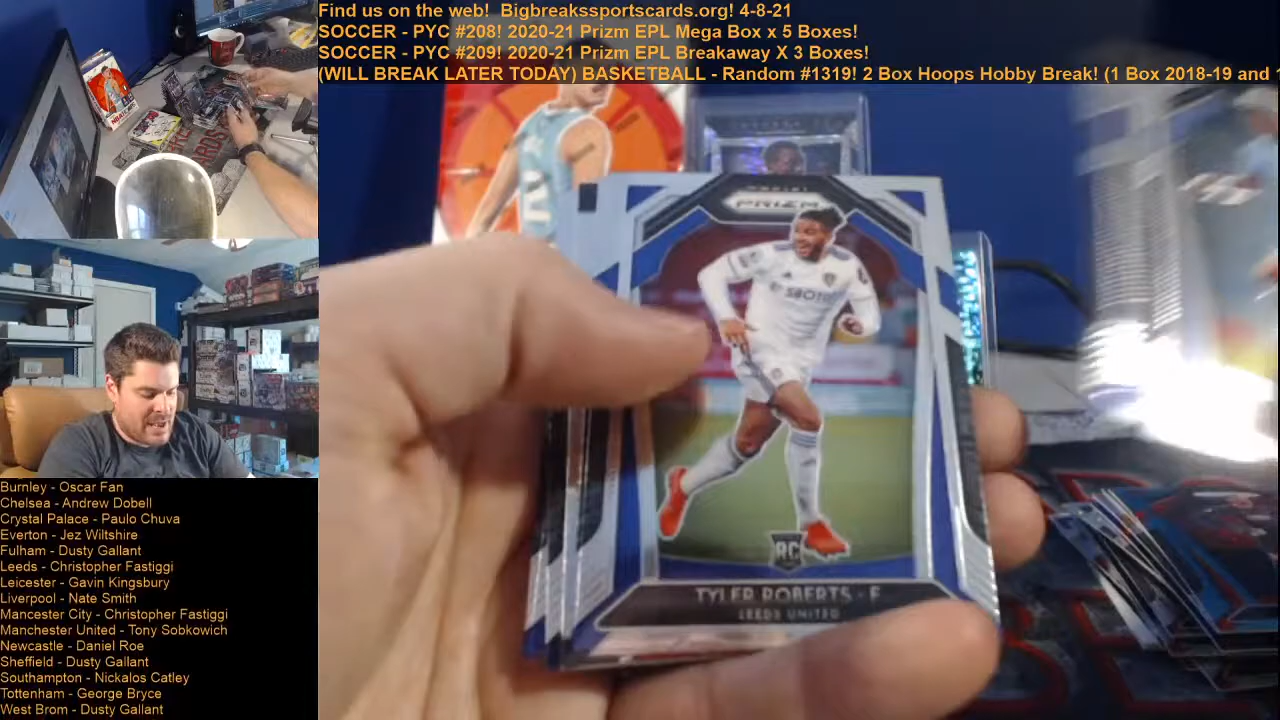 Find us on the web! Bigbreakssportscards.org! 4-8-21
SOCCER - PYC #208! 2020-21 Prizm EPL Mega Box x 5 Boxes!
SOCCER - PYC #209! 2020-21 Prizm EPL Breakaway X 3 Boxes!
(WILL BREAK LATER TODAY) BASKETBALL - Random #1319! 2 Box Hoops Hobby Break! (1 Box 2018-19 and
PRIZM
SBOTO
RC
TYLER ROBERTS - F
LEEDS UNITED
Burnley - Oscar Fan
Chelsea - Andrew Dobell
Crystal Palace - Paulo Chuva
Everton - Jez Wiltshire
Fulham - Dusty Gallant
Leeds - Christopher Fastiggi
Leicester - Gavin Kingsbury
Liverpool - Nate Smith
Mancester City - Christopher Fastiggi
Manchester United - Tony Sobkowich
Newcastle - Daniel Roe
Sheffield - Dusty Gallant
Southampton - Nickalos Catley
Tottenham - George Bryce
West Brom - Dusty Gallant